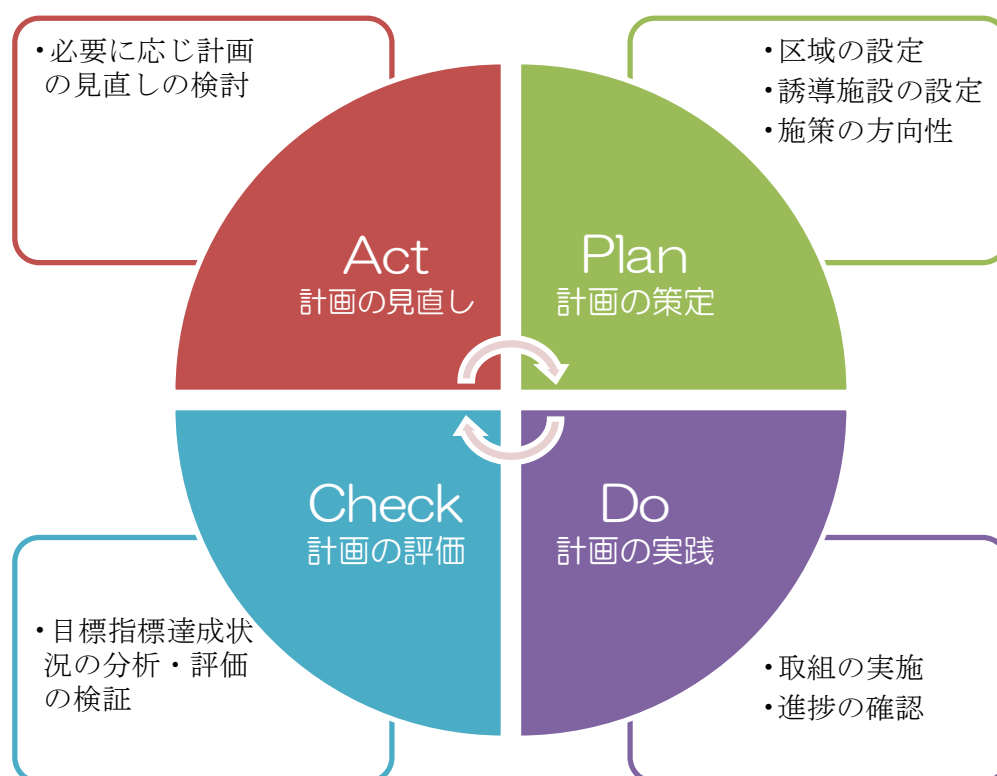 ・必要に応じ計画
の見直しの検討
・区域の設定
・誘導施設の設定
・施策の方向性
Act
計画の見直し
Plan
計画の策定
Check
計画の評価
Do
計画の実践
・目標指標達成状
況の分析・評価
の検証
・取組の実施
・進捗の確認